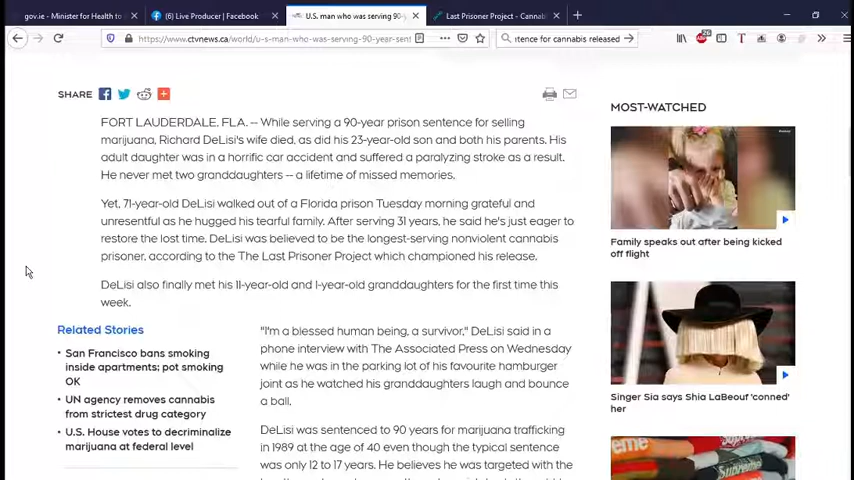 gov.ie - Minister for Health to
(6) Live Producer | Facebook
U.S. man who was serving 90-y
Last Prisoner Project - Cannabi
https://www.ctvnews.ca/world/u-s-man-who-was-serving-90-year-sent
tence for cannabis released
26
SHARE
MOST-WATCHED
FORT LAUDERDALE, FLA. -- While serving a 90-year prison sentence for selling
marijuana, Richard DeLisi's wife died, as did his 23-year-old son and both his parents. His
adult daughter was in a horrific car accident and suffered a paralyzing stroke as a result.
He never met two granddaughters -- a lifetime of missed memories.
Yet, 71-year-old DeLisi walked out of a Florida prison Tuesday morning grateful and
unresentful as he hugged his tearful family. After serving 31 years, he said he's just eager to
restore the lost time. DeLisi was believed to be the longest-serving nonviolent cannabis
prisoner, according to the The Last Prisoner Project which championed his release.
DeLisi also finally met his 11-year-old and 1-year-old granddaughters for the first time this
week.
Related Stories
San Francisco bans smoking
inside apartments; pot smoking
OK
UN agency removes cannabis
from strictest drug category
U.S. House votes to decriminalize
marijuana at federal level
"I'm a blessed human being, a survivor," DeLisi said in a
phone interview with The Associated Press on Wednesday
while he was in the parking lot of his favourite hamburger
joint as he watched his granddaughters laugh and bounce
a ball.
DeLisi was sentenced to 90 years for marijuana trafficking
in 1989 at the age of 40 even though the typical sentence
was only 12 to 17 years. He believes he was targeted with the
Family speaks out after being kicked
off flight
Singer Sia says Shia LaBeouf 'conned'
her
eme
Supreme